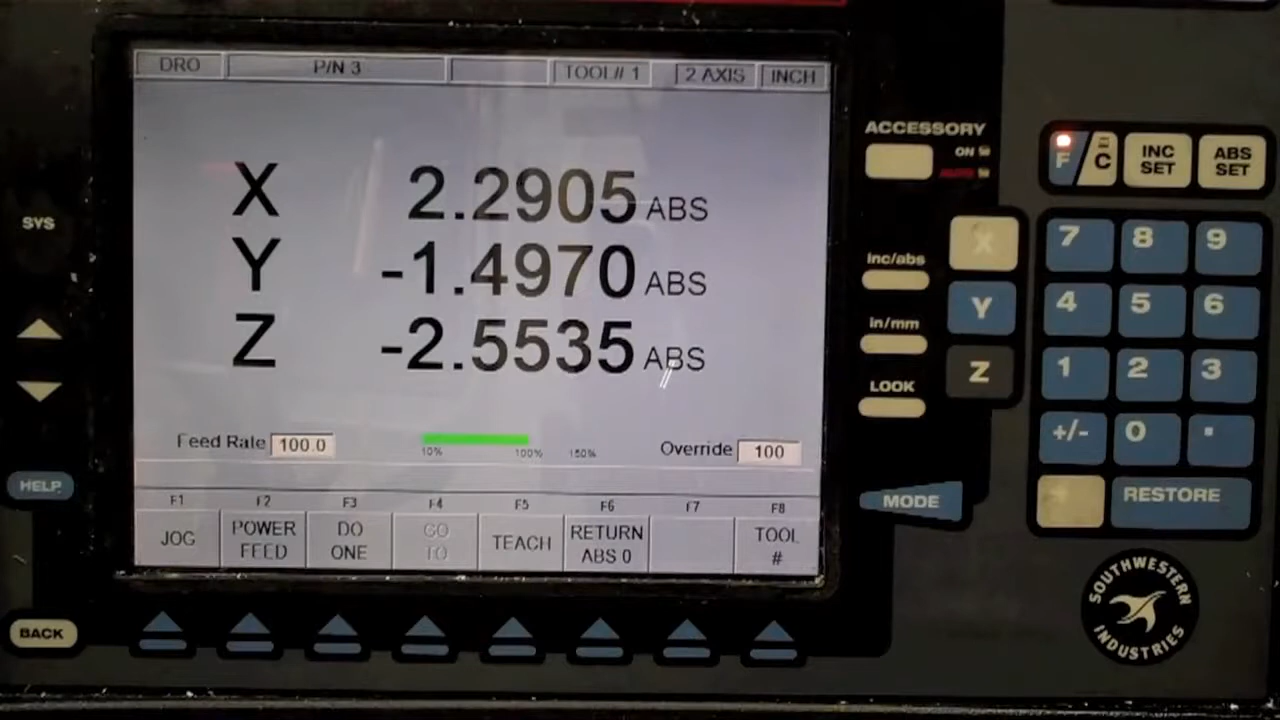 DRO P/N 3 TOOL# 1 2 AXIS INCH
X 2.2905 ABS
Y -1.4970 ABS
Z -2.5535 ABS
Feed Rate 100.0
10% 100% 150%
Override 100
F1 F2 F3 F4 F5 F6 F7 F8
JOG
POWER
FEED
DO
ONE
GO
TO
TEACH
RETURN
ABS 0
TOOL
#
SYS
HELP
BACK
ACCESSORY
ON
AUTO
inc/abs
in/mm
LOOK
MODE
X
Y
Z
F/C
INC
SET
ABS
SET
7 8 9
4 5 6
1 2 3
+/- 0 .
RESTORE
SOUTHWESTERN
INDUSTRIES